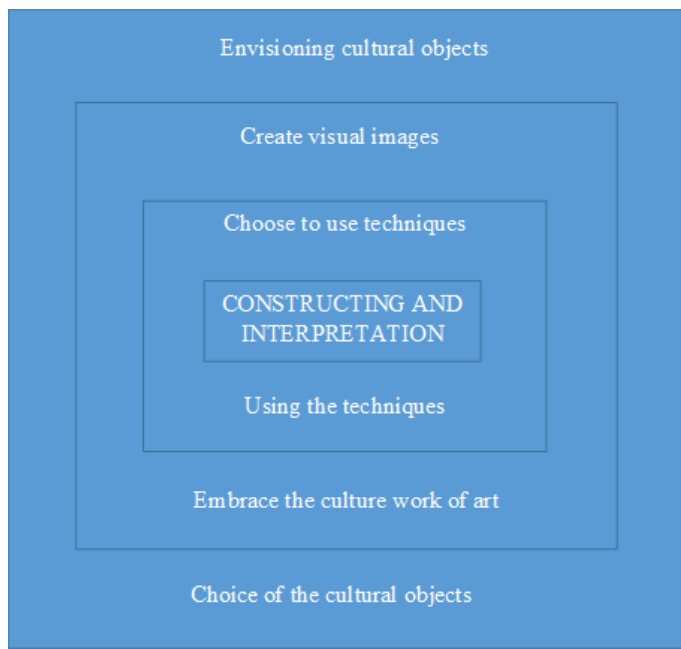 Envisioning cultural objects
Create visual images
Choose to use techniques
CONSTRUCTING AND
INTERPRETATION
Using the techniques
Embrace the culture work of art
Choice of the cultural objects